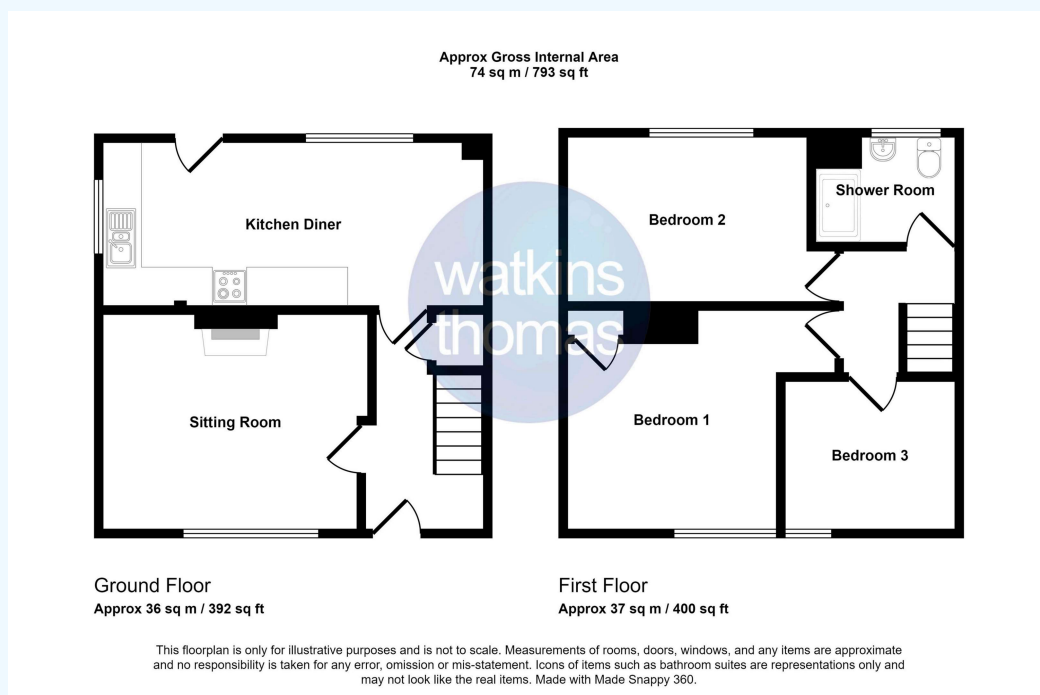 Approx Gross Internal Area
74 sq m / 793 sq ft
Kitchen Diner
Sitting Room
Bedroom 2
Shower Room
Bedroom 1
Bedroom 3
watkins
thomas
Ground Floor
Approx 36 sq m / 392 sq ft
First Floor
Approx 37 sq m / 400 sq ft
This floorplan is only for illustrative purposes and is not to scale. Measurements of rooms, doors, windows, and any items are approximate
and no responsibility is taken for any error, omission or mis-statement. Icons of items such as bathroom suites are representations only and
may not look like the real items. Made with Made Snappy 360.